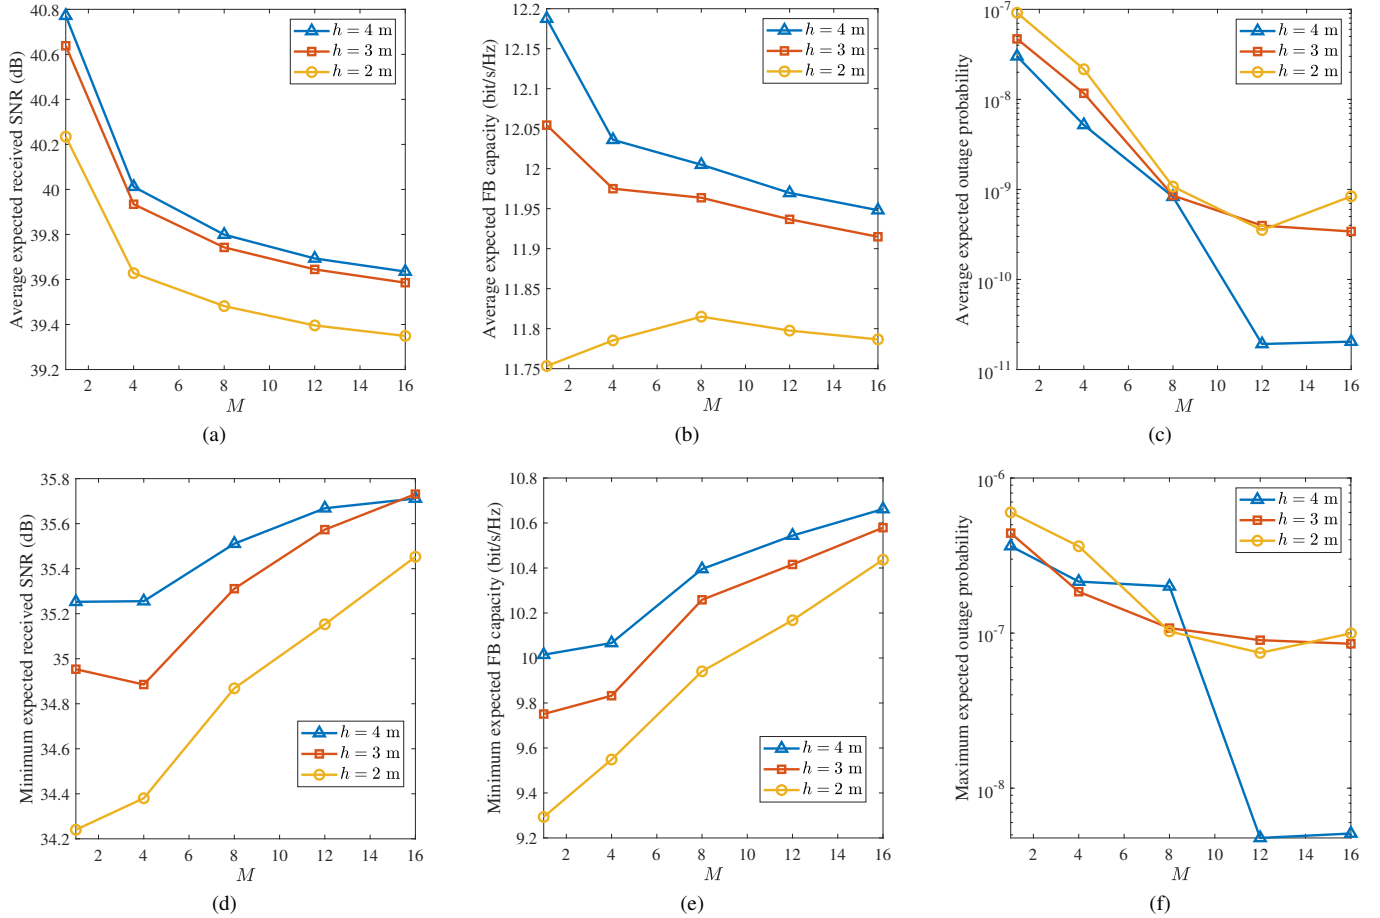 Average expected received SNR (dB)
40.8
40.6
40.4
40.2
40
39.8
39.6
39.4
39.2
2 4 6 8 10 12 14 16
M
h = 4 m
h = 3 m
h = 2 m
(a)
Average expected FB capacity (bit/s/Hz)
12.2
12.15
12.1
12.05
12
11.95
11.9
11.85
11.8
11.75
2 4 6 8 10 12 14 16
M
h = 4 m
h = 3 m
h = 2 m
(b)
Average expected outage probability
10^-7
10^-8
10^-9
10^-10
10^-11
2 4 6 8 10 12 14 16
M
h = 4 m
h = 3 m
h = 2 m
(c)
Minimum expected received SNR (dB)
35.8
35.6
35.4
35.2
35
34.8
34.6
34.4
34.2
2 4 6 8 10 12 14 16
M
h = 4 m
h = 3 m
h = 2 m
(d)
Minimum expected FB capacity (bit/s/Hz)
10.8
10.6
10.4
10.2
10
9.8
9.6
9.4
9.2
2 4 6 8 10 12 14 16
M
h = 4 m
h = 3 m
h = 2 m
(e)
Maximum expected outage probability
10^-6
10^-7
10^-8
2 4 6 8 10 12 14 16
M
h = 4 m
h = 3 m
h = 2 m
(f)